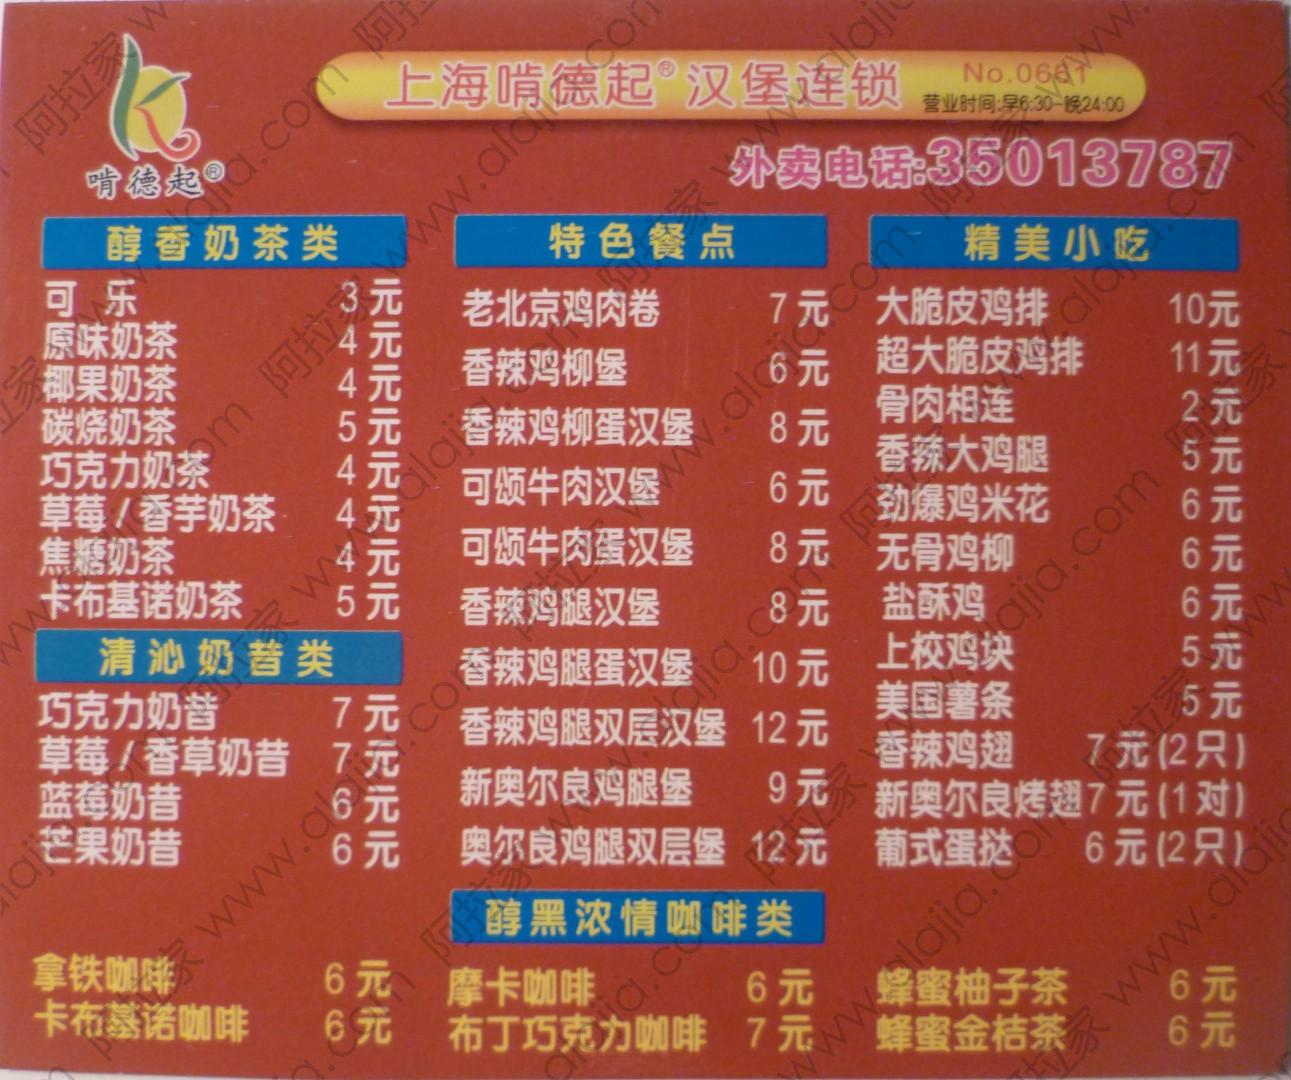 上海啃德起®汉堡连锁 No.0661
营业时间:早6:30-晚24:00
啃德起®
外卖电话:35013787
醇香奶茶类
可 乐 3元
原味奶茶 4元
椰果奶茶 4元
碳烧奶茶 5元
巧克力奶茶 4元
草莓/香芋奶茶 4元
焦糖奶茶 4元
卡布基诺奶茶 5元
清沁奶昔类
巧克力奶昔 7元
草莓/香草奶昔 7元
蓝莓奶昔 6元
芒果奶昔 6元
特色餐点
老北京鸡肉卷 7元
香辣鸡柳堡 6元
香辣鸡柳蛋汉堡 8元
可颂牛肉汉堡 6元
可颂牛肉蛋汉堡 8元
香辣鸡腿汉堡 8元
香辣鸡腿蛋汉堡 10元
香辣鸡腿双层汉堡 12元
新奥尔良鸡腿堡 9元
奥尔良鸡腿双层堡 12元
精美小吃
大脆皮鸡排 10元
超大脆皮鸡排 11元
骨肉相连 2元
香辣大鸡腿 5元
劲爆鸡米花 6元
无骨鸡柳 6元
盐酥鸡 6元
上校鸡块 5元
美国薯条 5元
香辣鸡翅 7元(2只)
新奥尔良烤翅7元(1对)
葡式蛋挞 6元(2只)
醇黑浓情咖啡类
拿铁咖啡 6元
卡布基诺咖啡 6元
摩卡咖啡 6元
布丁巧克力咖啡 7元
蜂蜜柚子茶 6元
蜂蜜金桔茶 6元
阿拉家 www.alajia.com